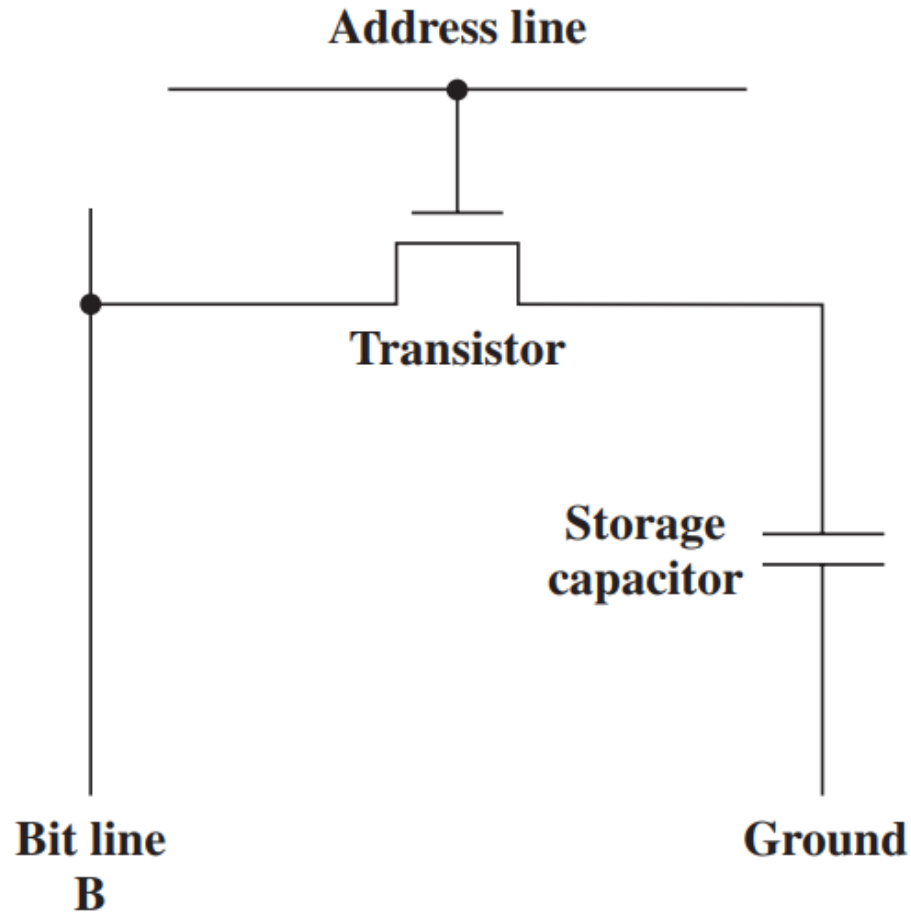 Address line
Transistor
Storage
capacitor
Bit line
B
Ground